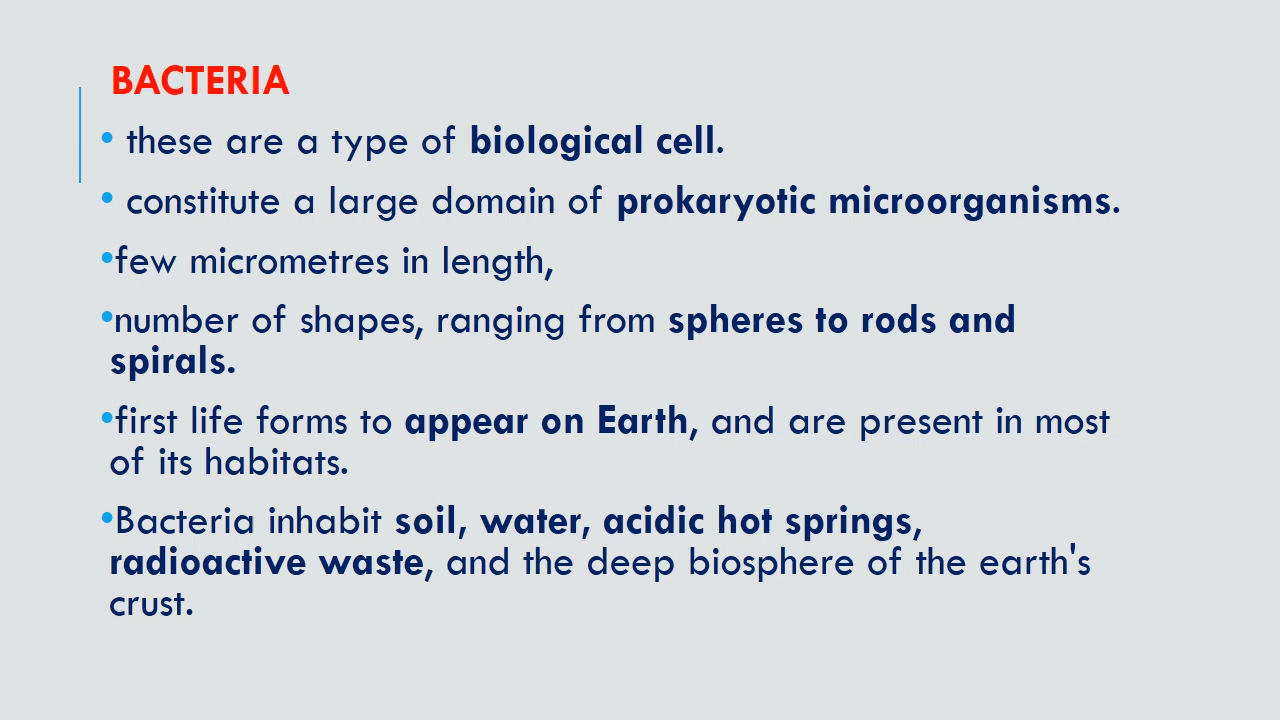 BACTERIA
• these are a type of biological cell.
• constitute a large domain of prokaryotic microorganisms.
•few micrometres in length,
•number of shapes, ranging from spheres to rods and
spirals.
•first life forms to appear on Earth, and are present in most
of its habitats.
•Bacteria inhabit soil, water, acidic hot springs,
radioactive waste, and the deep biosphere of the earth's
crust.